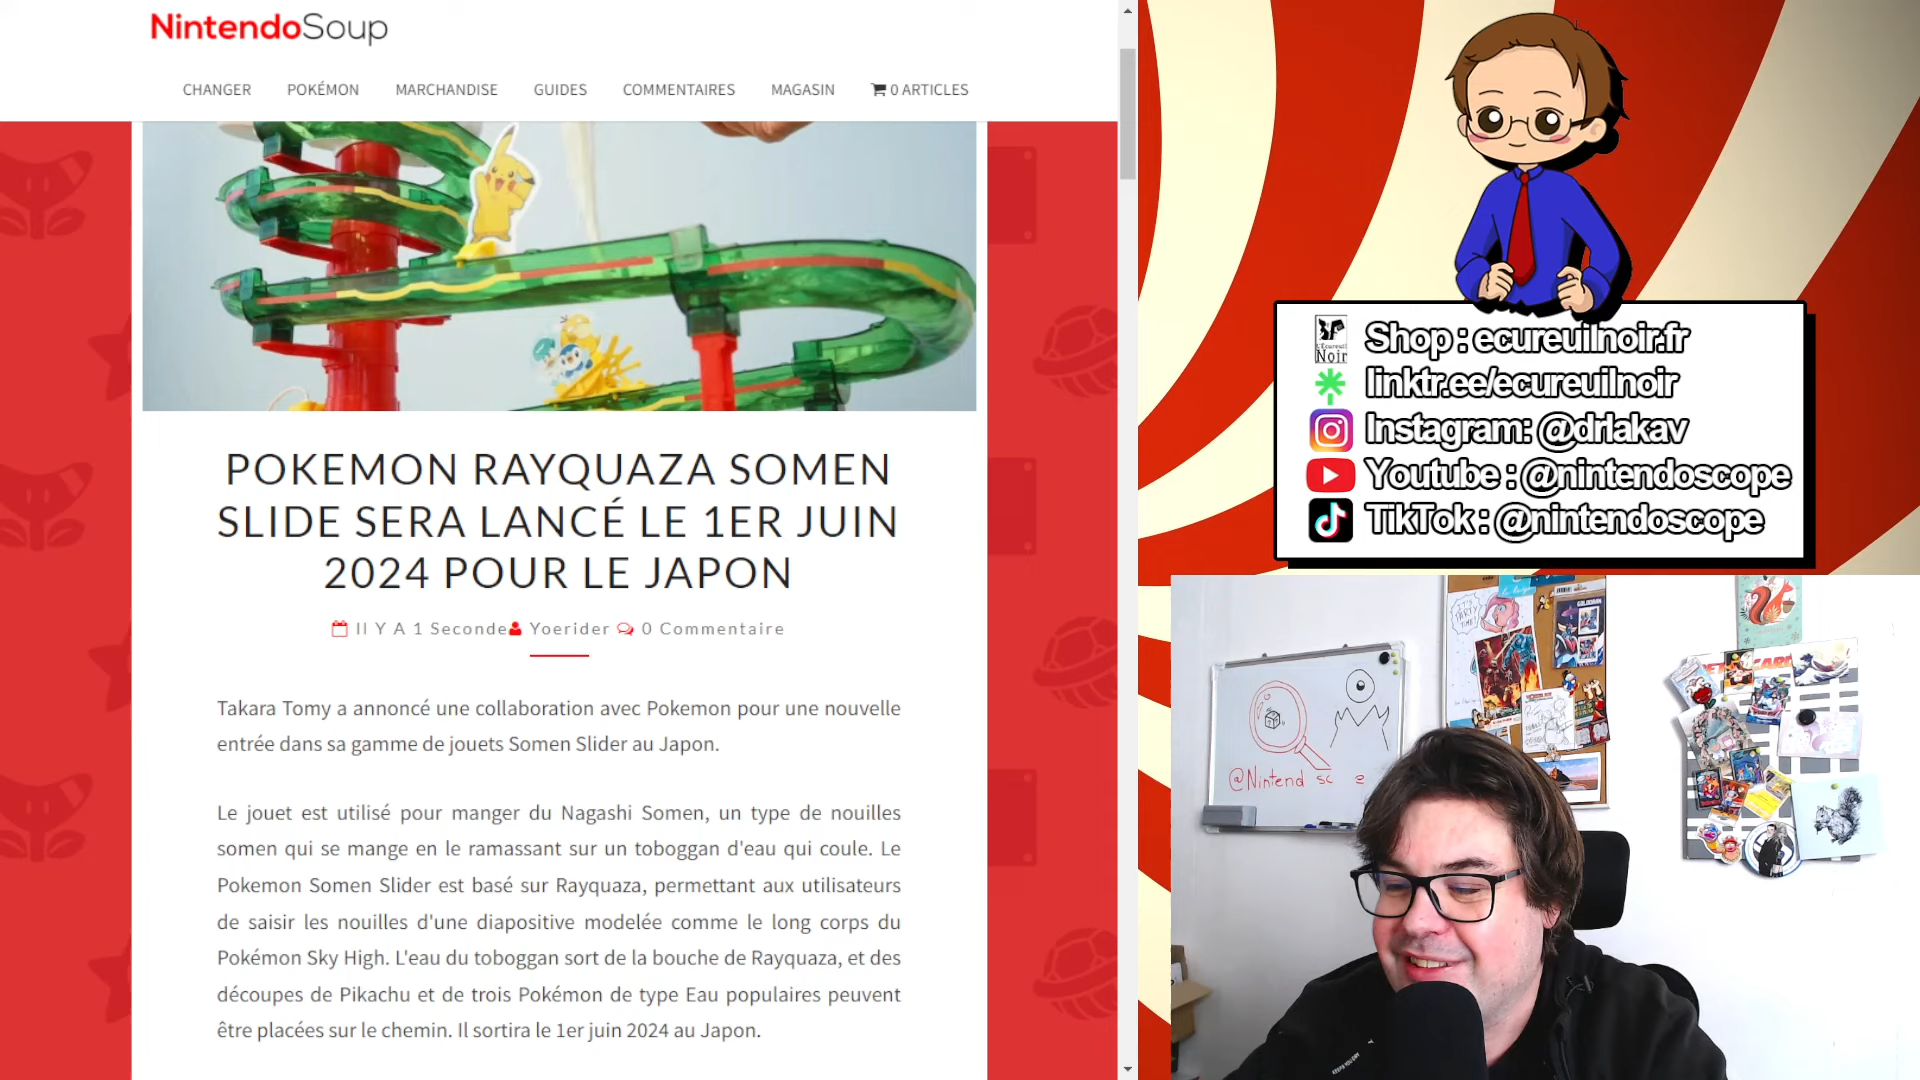 NintendoSoup
CHANGER POKÉMON MARCHANDISE GUIDES COMMENTAIRES MAGASIN 0 ARTICLES
POKEMON RAYQUAZA SOMEN
SLIDE SERA LANCÉ LE 1ER JUIN
2024 POUR LE JAPON
Il Y A 1 Seconde Yoerider 0 Commentaire
Takara Tomy a annoncé une collaboration avec Pokemon pour une nouvelle
entrée dans sa gamme de jouets Somen Slider au Japon.
Le jouet est utilisé pour manger du Nagashi Somen, un type de nouilles
somen qui se mange en le ramassant sur un toboggan d'eau qui coule. Le
Pokemon Somen Slider est basé sur Rayquaza, permettant aux utilisateurs
de saisir les nouilles d'une diapositive modelée comme le long corps du
Pokémon Sky High. L'eau du toboggan sort de la bouche de Rayquaza, et des
découpes de Pikachu et de trois Pokémon de type Eau populaires peuvent
être placées sur le chemin. Il sortira le 1er juin 2024 au Japon.
L'Écureuil
Noir
Shop : ecureuilnoir.fr
linktr.ee/ecureuilnoir
Instagram: @drlakav
Youtube : @nintendoscope
TikTok : @nintendoscope
IT'S
PARTY
TIME!
@Nintend sc e